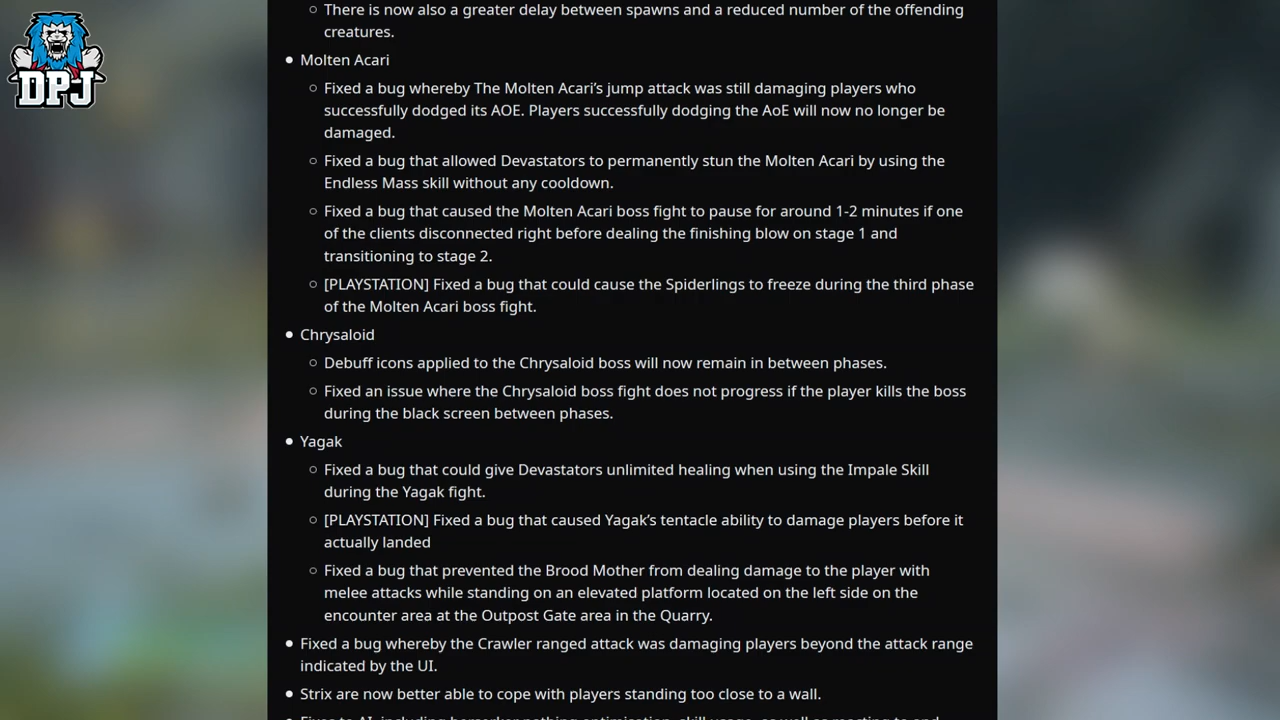 DPJ
○ There is now also a greater delay between spawns and a reduced number of the offending
creatures.
● Molten Acari
○ Fixed a bug whereby The Molten Acari’s jump attack was still damaging players who
successfully dodged its AOE. Players successfully dodging the AoE will now no longer be
damaged.
○ Fixed a bug that allowed Devastators to permanently stun the Molten Acari by using the
Endless Mass skill without any cooldown.
○ Fixed a bug that caused the Molten Acari boss fight to pause for around 1-2 minutes if one
of the clients disconnected right before dealing the finishing blow on stage 1 and
transitioning to stage 2.
○ [PLAYSTATION] Fixed a bug that could cause the Spiderlings to freeze during the third phase
of the Molten Acari boss fight.
● Chrysaloid
○ Debuff icons applied to the Chrysaloid boss will now remain in between phases.
○ Fixed an issue where the Chrysaloid boss fight does not progress if the player kills the boss
during the black screen between phases.
● Yagak
○ Fixed a bug that could give Devastators unlimited healing when using the Impale Skill
during the Yagak fight.
○ [PLAYSTATION] Fixed a bug that caused Yagak’s tentacle ability to damage players before it
actually landed
○ Fixed a bug that prevented the Brood Mother from dealing damage to the player with
melee attacks while standing on an elevated platform located on the left side on the
encounter area at the Outpost Gate area in the Quarry.
● Fixed a bug whereby the Crawler ranged attack was damaging players beyond the attack range
indicated by the UI.
● Strix are now better able to cope with players standing too close to a wall.